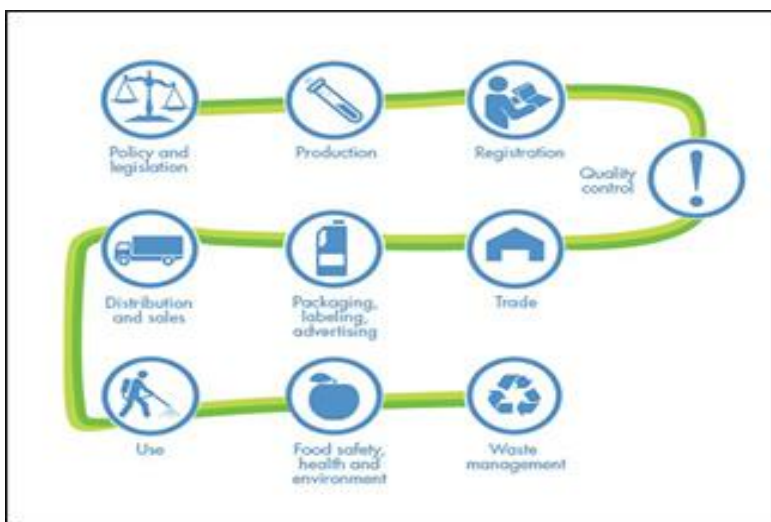 Policy and
legislation
Production
Registration
Quality
control
Trade
Packaging,
labeling,
advertising
Distribution
and sales
Use
Food safety,
health and
environment
Waste
management